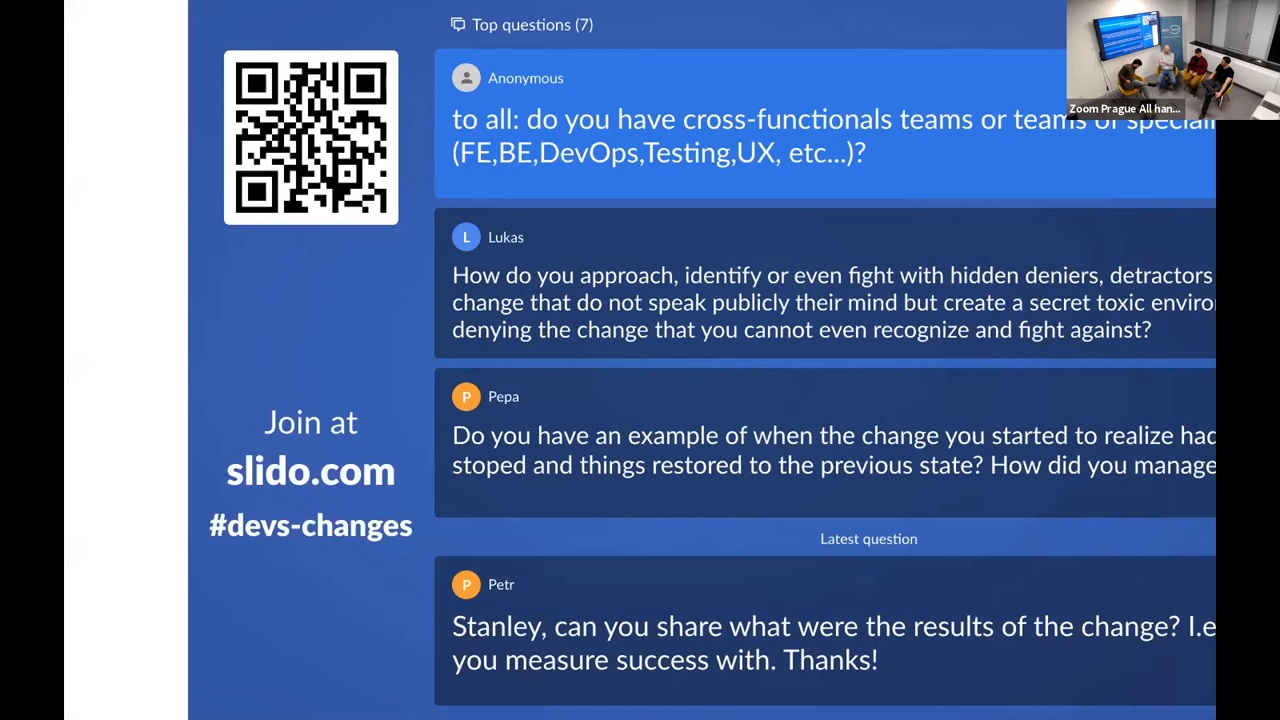 Top questions (7)
Anonymous
to all: do you have cross-functionals teams or teams of
(FE,BE,DevOps,Testing,UX, etc...)?
Zoom Prague All han...
L Lukas
How do you approach, identify or even fight with hidden deniers, detractors
change that do not speak publicly their mind but create a secret toxic
denying the change that you cannot even recognize and fight against?
P Pepa
Do you have an example of when the change you started to realize had
stoped and things restored to the previous state? How did you manage
Join at
slido.com
#devs-changes
Latest question
P Petr
Stanley, can you share what were the results of the change? I.e
you measure success with. Thanks!